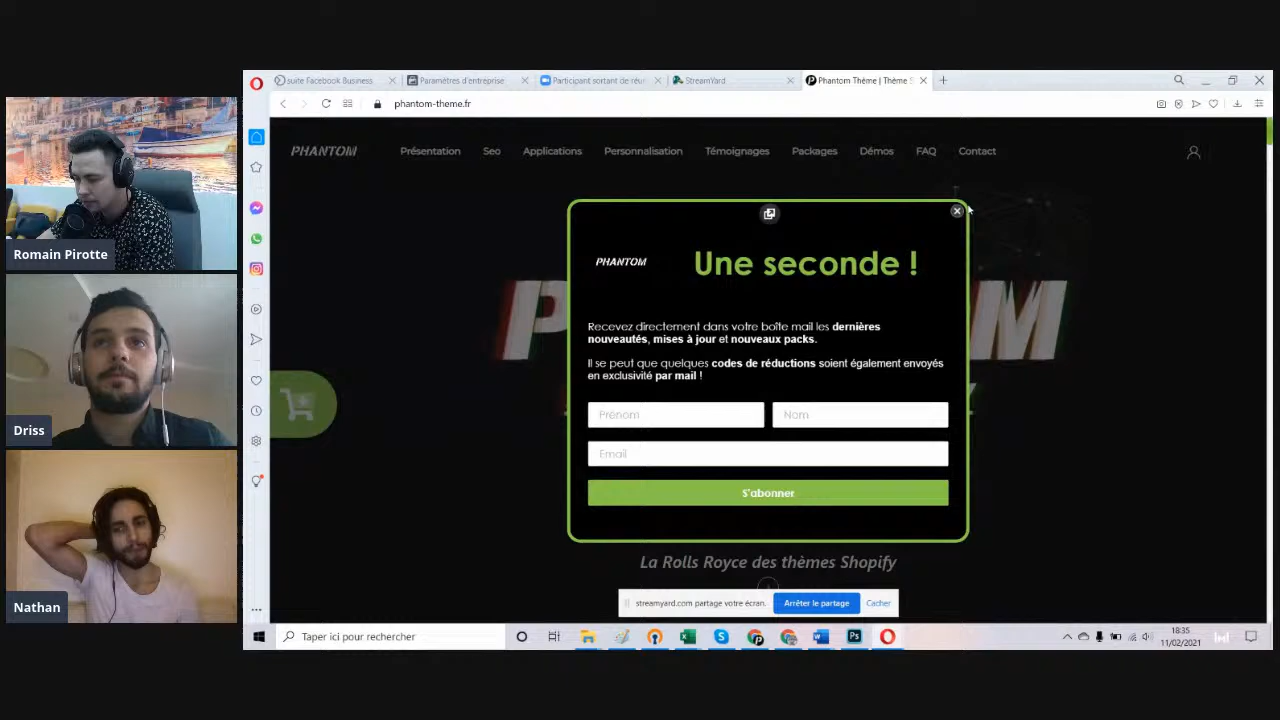 suite Facebook Business
Paramètres d'entreprise
Participant sortant de réu
StreamYard
Phantom Thème | Thème S
phantom-theme.fr
PHANTOM
Présentation
Seo
Applications
Personnalisation
Témoignages
Packages
Démos
FAQ
Contact
PHANTOM
Une seconde !
Recevez directement dans votre boîte mail les dernières
nouveautés, mises à jour et nouveaux packs.
Il se peut que quelques codes de réductions soient également envoyés
en exclusivité par mail !
Prénom
Nom
Email
S'abonner
La Rolls Royce des thèmes Shopify
streamyard.com partage votre écran.
Arrêter le partage
Cacher
Taper ici pour rechercher
18:35
11/02/2021
Romain Pirotte
Driss
Nathan